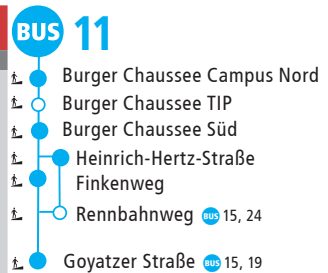 BUS 11
Burger Chaussee Campus Nord
Burger Chaussee TIP
Burger Chaussee Süd
Heinrich-Hertz-Straße
Finkenweg
Rennbahnweg BUS 15, 24
Goyatzer Straße BUS 15, 19